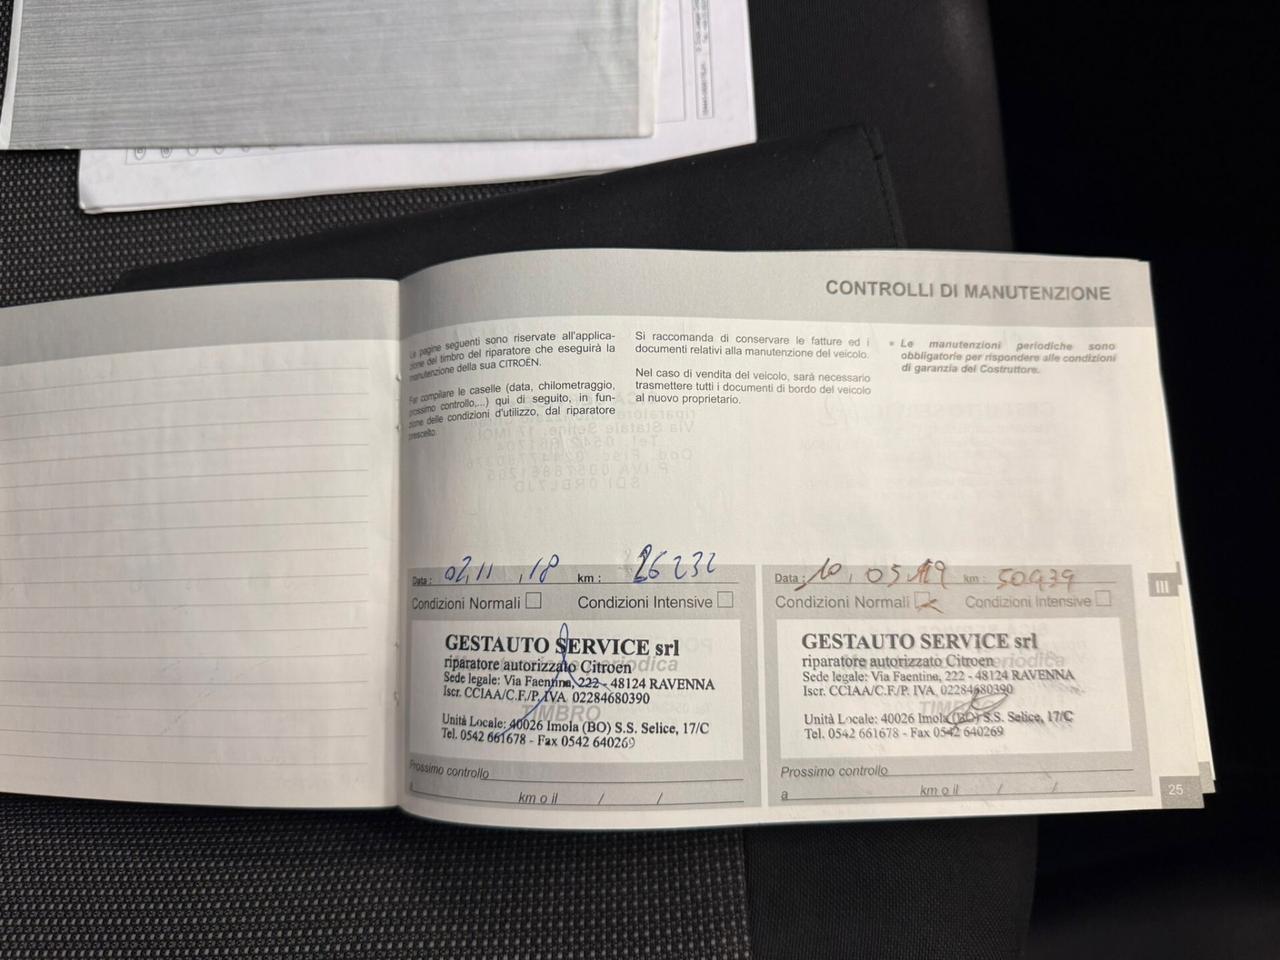 CONTROLLI DI MANUTENZIONE
Le pagine seguenti sono riservate all'applica-
zione del timbro del riparatore che eseguirà la
manutenzione della sua CITROËN.
Far compilare le caselle (data, chilometraggio,
prossimo controllo,...) qui di seguito, in fun-
zione delle condizioni d'utilizzo, dal riparatore
prescelto.
Si raccomanda di conservare le fatture ed i
documenti relativi alla manutenzione del veicolo.
Nel caso di vendita del veicolo, sarà necessario
trasmettere tutti i documenti di bordo del veicolo
al nuovo proprietario.
* Le manutenzioni periodiche sono
obbligatorie per rispondere alle condizioni
di garanzia del Costruttore.
Data : 02,11,18 km : 26232
Condizioni Normali Condizioni Intensive
GESTAUTO SERVICE srl
riparatore autorizzato Citroen
periodica
Sede legale: Via Faentina, 222 - 48124 RAVENNA
Iscr. CCIAA/C.F./P. IVA 02284680390
TIMBRO
Unità Locale: 40026 Imola (BO) S.S. Selice, 17/C
Tel. 0542 661678 - Fax 0542 640269
Prossimo controllo
a km o il / /
Data : 10, 05.19 km : 50939
Condizioni Normali Condizioni Intensive
GESTAUTO SERVICE srl
riparatore autorizzato Citroen
periodica
Sede legale: Via Faentina, 222 - 48124 RAVENNA
Iscr. CCIAA/C.F./P. IVA 02284680390
TIMBRO
Unità Locale: 40026 Imola (BO) S.S. Selice, 17/C
Tel. 0542 661678 - Fax 0542 640269
Prossimo controllo
a km o il / /
III
25